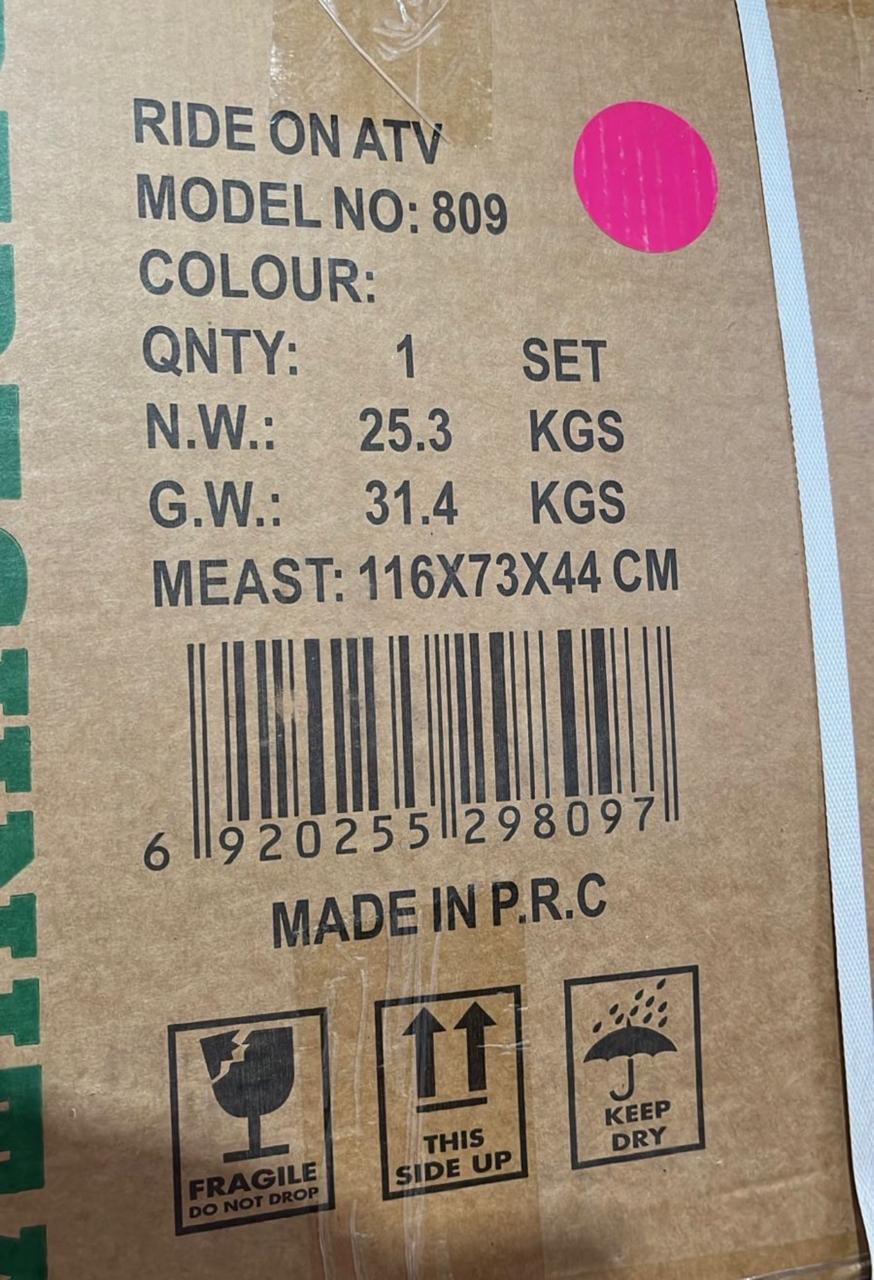 RIDE ON ATV
MODEL NO: 809
COLOUR:
QNTY: 1 SET
N.W.: 25.3 KGS
G.W.: 31.4 KGS
MEAST: 116X73X44 CM
6 920255 298097
MADE IN P.R.C
FRAGILE
DO NOT DROP
THIS
SIDE UP
KEEP
DRY